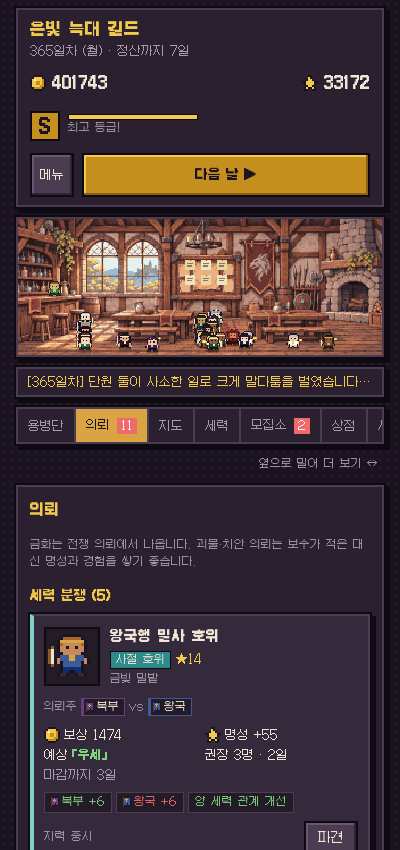 은빛 늑대 길드
365일차 (월) · 정산까지 7일
401743
33172
S
최고 등급!
메뉴
다음 날 ▶
[365일차] 단원 둘이 사소한 일로 크게 말다툼을 벌였습니다…
용병단
의뢰 11
지도
세력
모집소 2
상점
옆으로 밀어 더 보기 ↔
의뢰
금화는 전쟁 의뢰에서 나옵니다. 괴물·치안 의뢰는 보수가 적은 대
신 명성과 경험을 쌓기 좋습니다.
세력 분쟁 (5)
왕국행 밀사 호위
사절 호위 ★14
금빛 밀밭
의뢰주 북부 vs 왕국
보상 1474
명성 +55
예상 「우세」
권장 3명 · 2일
마감까지 3일
북부 +6
왕국 +6
양 세력 관계 개선
지력 중시
파견